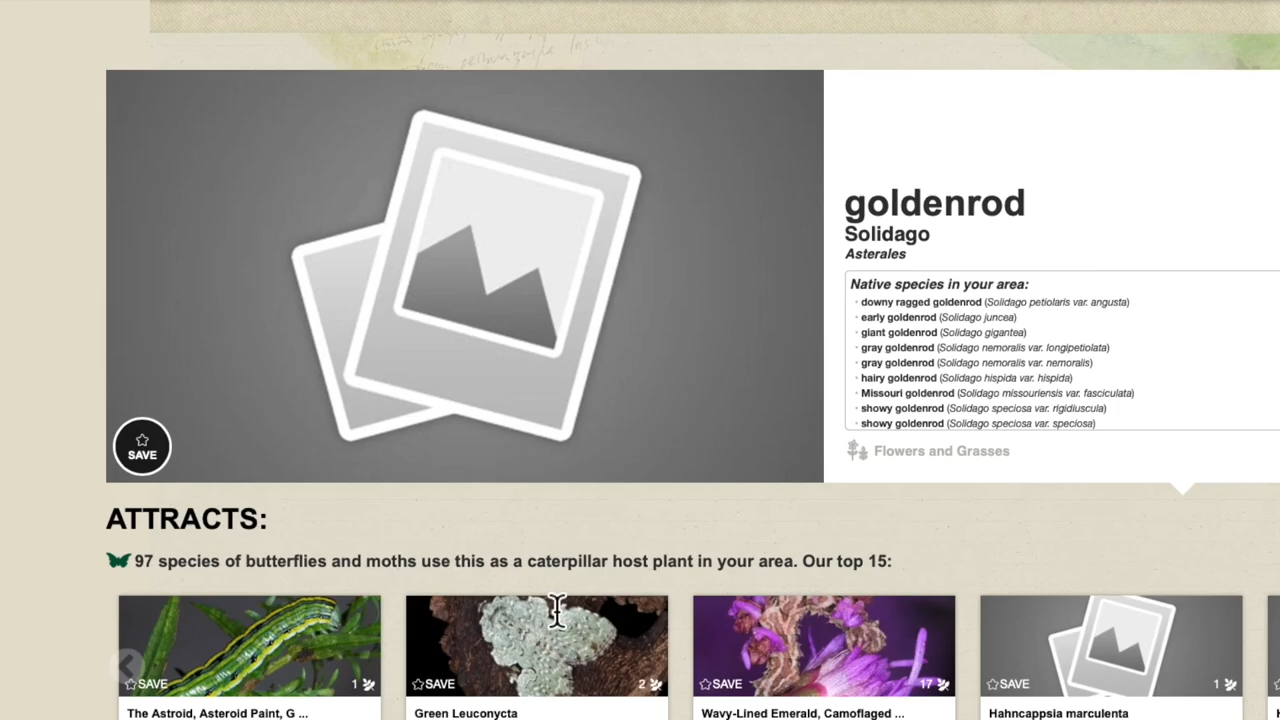 goldenrod
Solidago
Asterales
Native species in your area:
downy ragged goldenrod (Solidago petiolaris var. angusta)
early goldenrod (Solidago juncea)
giant goldenrod (Solidago gigantea)
gray goldenrod (Solidago nemoralis var. longipetiolata)
gray goldenrod (Solidago nemoralis var. nemoralis)
hairy goldenrod (Solidago hispida var. hispida)
Missouri goldenrod (Solidago missouriensis var. fasciculata)
showy goldenrod (Solidago speciosa var. rigidiuscula)
showy goldenrod (Solidago speciosa var. speciosa)
Flowers and Grasses
SAVE
ATTRACTS:
97 species of butterflies and moths use this as a caterpillar host plant in your area. Our top 15:
SAVE 1
The Astroid, Asteroid Paint, G ...
SAVE 2
Green Leuconycta
SAVE 17
Wavy-Lined Emerald, Camoflaged ...
SAVE 1
Hahncappsia marculenta